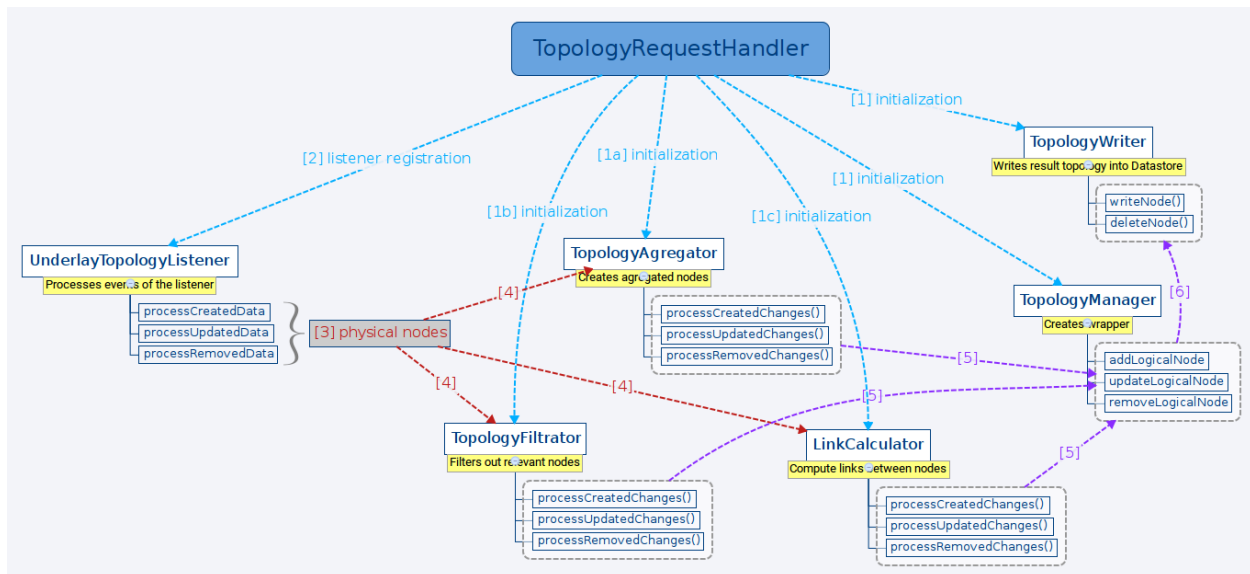 TopologyRequestHandler
[1] initialization
TopologyWriter
Writes result topology into Datastore
writeNode()
deleteNode()
[2] listener registration
[1a] initialization
[1] initialization
[1b] initialization
[1c] initialization
UnderlayTopologyListener
Processes events of the listener
processCreatedData
processUpdatedData
processRemovedData
[3] physical nodes
[4]
[4]
[4]
TopologyAgregator
Creates agregated nodes
processCreatedChanges()
processUpdatedChanges()
processRemovedChanges()
[5]
[5]
[5]
[6]
TopologyManager
Creates wrapper
addLogicalNode
updateLogicalNode
removeLogicalNode
TopologyFiltrator
Filters out relevant nodes
processCreatedChanges()
processUpdatedChanges()
processRemovedChanges()
LinkCalculator
Compute links between nodes
processCreatedChanges()
processUpdatedChanges()
processRemovedChanges()